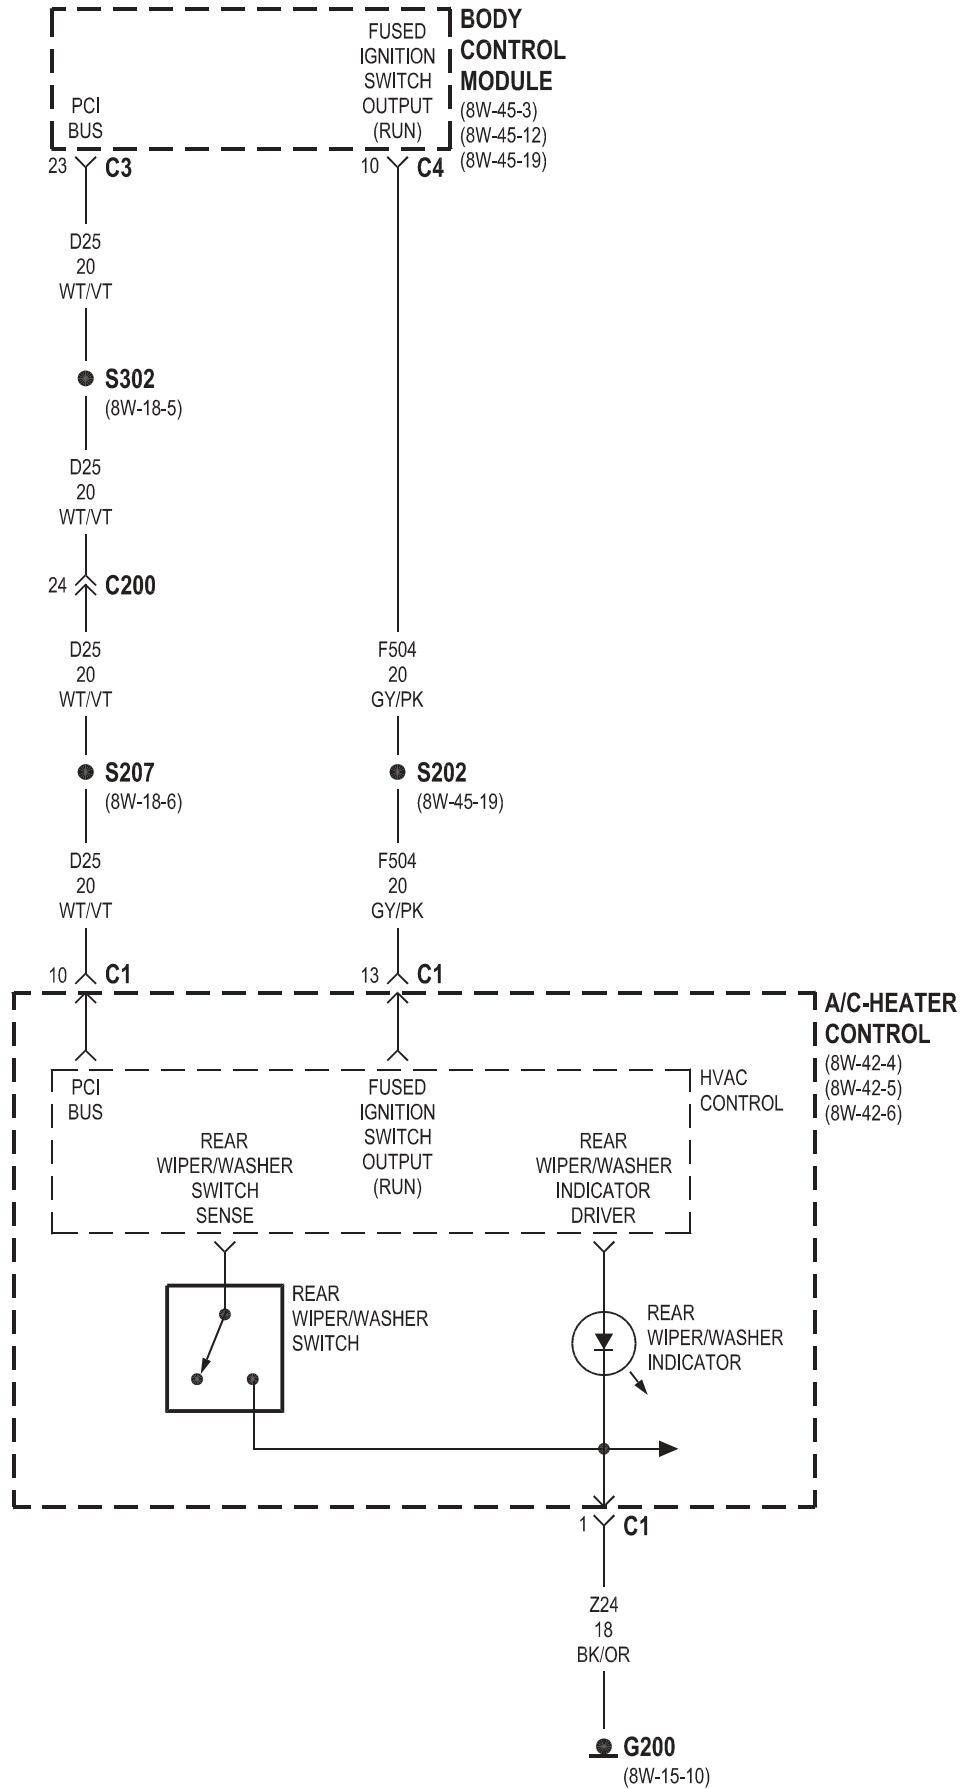 BODY
CONTROL
MODULE
(8W-45-3)
(8W-45-12)
(8W-45-19)
FUSED
IGNITION
SWITCH
OUTPUT
(RUN)
PCI
BUS
23
C3
10
C4
D25
20
WT/VT
S302
(8W-18-5)
D25
20
WT/VT
24
C200
D25
20
WT/VT
F504
20
GY/PK
S207
(8W-18-6)
S202
(8W-45-19)
D25
20
WT/VT
F504
20
GY/PK
10
C1
13
C1
A/C-HEATER
CONTROL
(8W-42-4)
(8W-42-5)
(8W-42-6)
HVAC
CONTROL
PCI
BUS
FUSED
IGNITION
SWITCH
OUTPUT
(RUN)
REAR
WIPER/WASHER
SWITCH
SENSE
REAR
WIPER/WASHER
INDICATOR
DRIVER
REAR
WIPER/WASHER
SWITCH
REAR
WIPER/WASHER
INDICATOR
1
C1
Z24
18
BK/OR
G200
(8W-15-10)